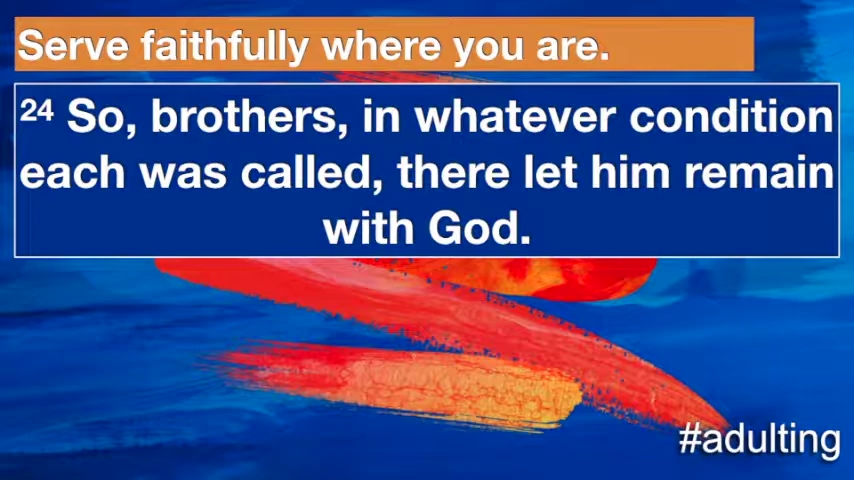 Serve faithfully where you are.
24 So, brothers, in whatever condition
each was called, there let him remain
with God.
#adulting